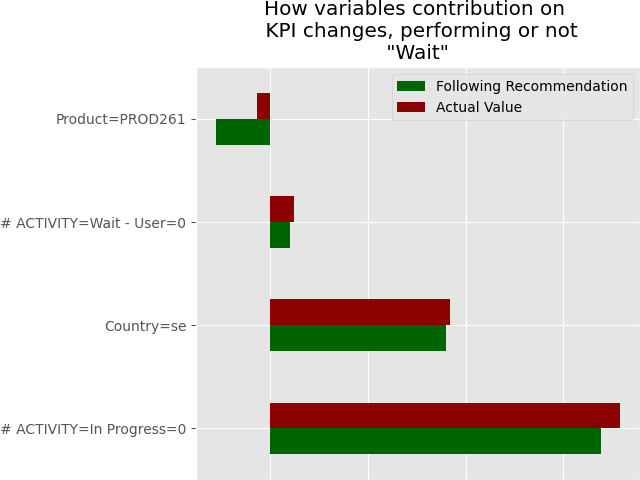 How variables contribution on
KPI changes, performing or not
"Wait"
Following Recommendation
Actual Value
Product=PROD261
# ACTIVITY=Wait - User=0
Country=se
# ACTIVITY=In Progress=0